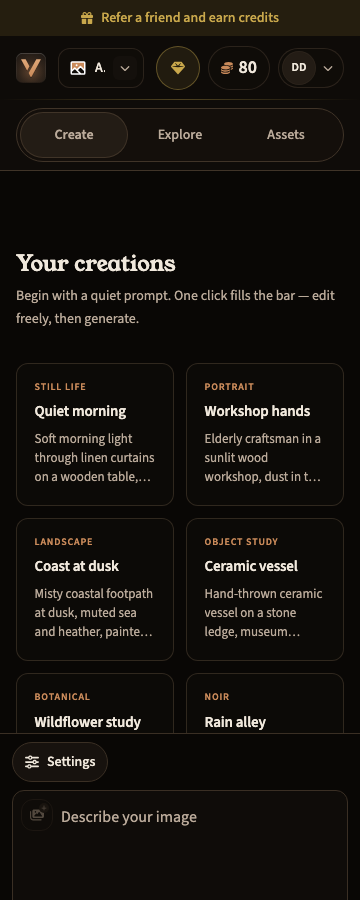 Refer a friend and earn credits
A.
80
DD
Create
Explore
Assets
Your creations
Begin with a quiet prompt. One click fills the bar — edit
freely, then generate.
STILL LIFE
Quiet morning
Soft morning light
through linen curtains
on a wooden table,…
PORTRAIT
Workshop hands
Elderly craftsman in a
sunlit wood
workshop, dust in t…
LANDSCAPE
Coast at dusk
Misty coastal footpath
at dusk, muted sea
and heather, painte…
OBJECT STUDY
Ceramic vessel
Hand-thrown ceramic
vessel on a stone
ledge, museum…
BOTANICAL
Wildflower study
NOIR
Rain alley
Settings
Describe your image